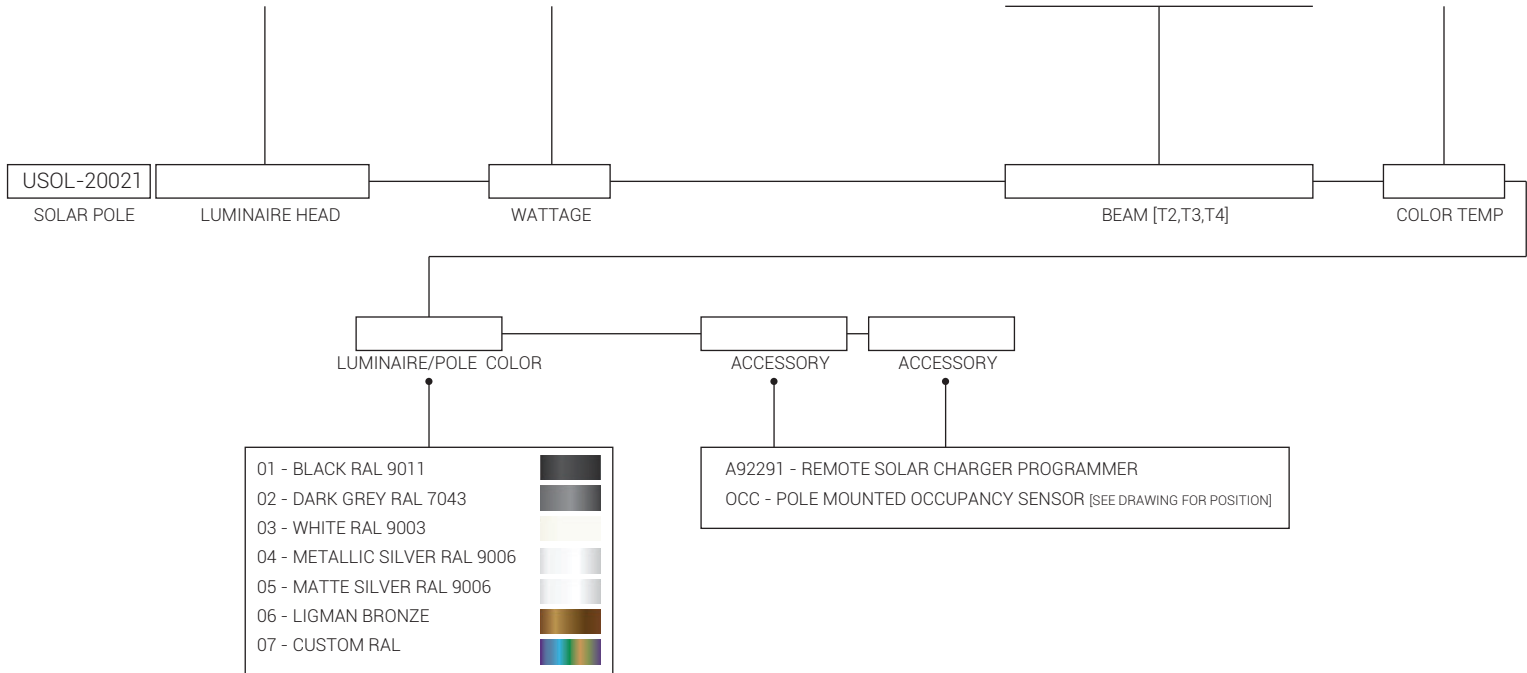 USOL-20021
SOLAR POLE
LUMINAIRE HEAD
WATTAGE
BEAM [T2,T3,T4]
COLOR TEMP
LUMINAIRE/POLE COLOR
ACCESSORY
ACCESSORY
01 - BLACK RAL 9011
02 - DARK GREY RAL 7043
03 - WHITE RAL 9003
04 - METALLIC SILVER RAL 9006
05 - MATTE SILVER RAL 9006
06 - LIGMAN BRONZE
07 - CUSTOM RAL
A92291 - REMOTE SOLAR CHARGER PROGRAMMER
OCC - POLE MOUNTED OCCUPANCY SENSOR [SEE DRAWING FOR POSITION]